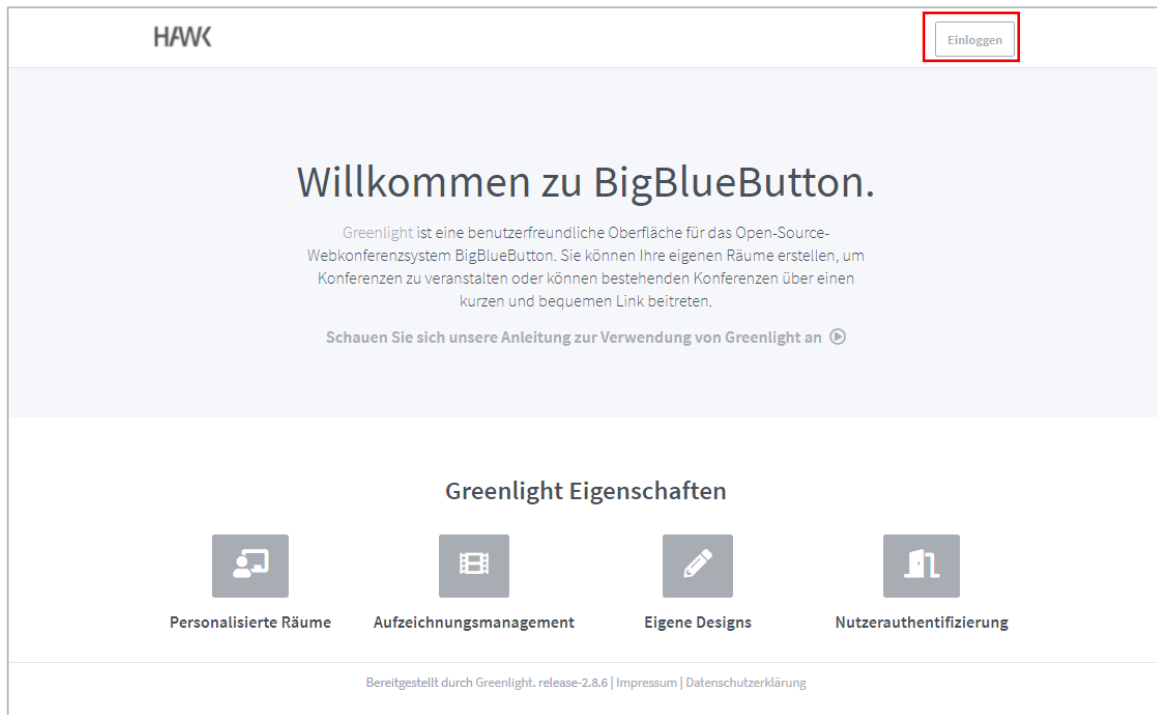 HAWK
Einloggen
Willkommen zu BigBlueButton.
Greenlight ist eine benutzerfreundliche Oberfläche für das Open-Source-
Webkonferenzsystem BigBlueButton. Sie können Ihre eigenen Räume erstellen, um
Konferenzen zu veranstalten oder können bestehenden Konferenzen über einen
kurzen und bequemen Link beitreten.
Schauen Sie sich unsere Anleitung zur Verwendung von Greenlight an
Greenlight Eigenschaften
Personalisierte Räume
Aufzeichnungsmanagement
Eigene Designs
Nutzerauthentifizierung
Bereitgestellt durch Greenlight. release-2.8.6 | Impressum | Datenschutzerklärung